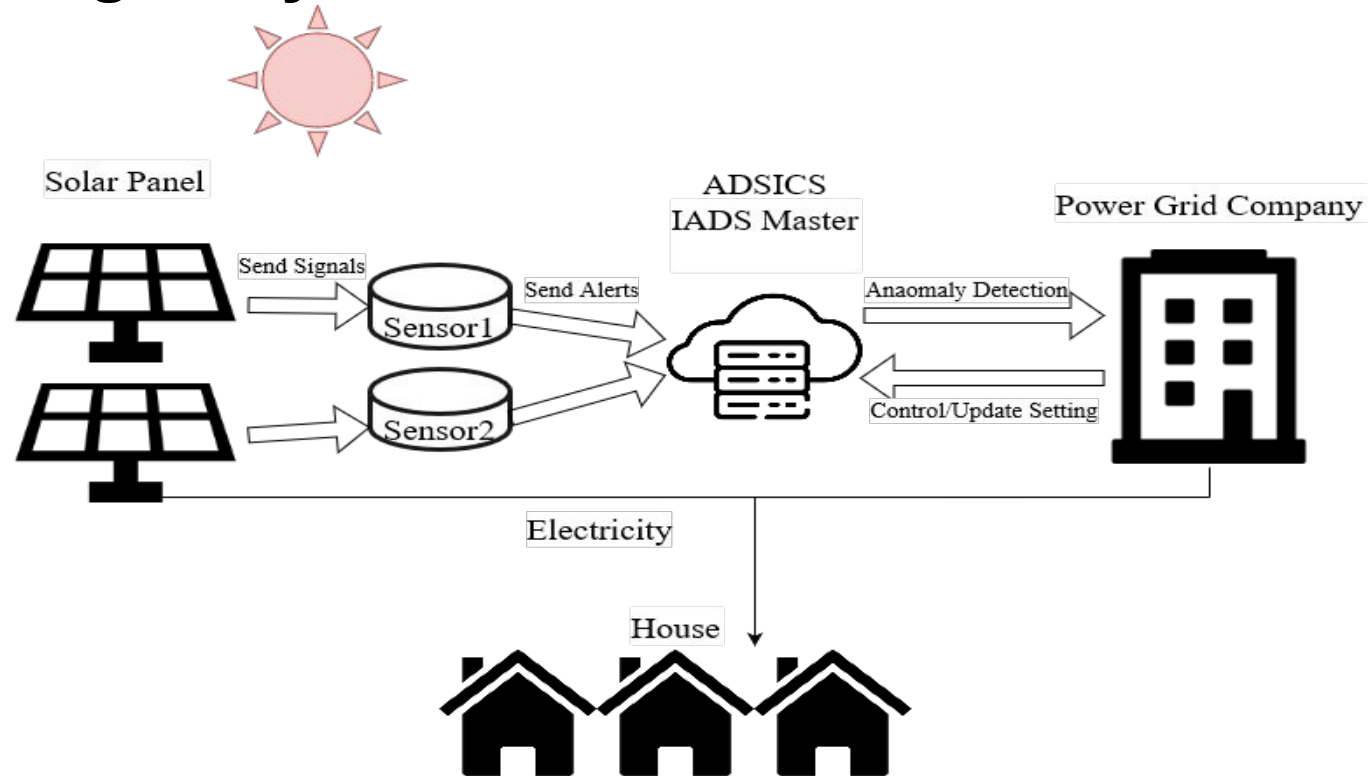 Solar Panel
ADSICS
IADS Master
Power Grid Company
Send Signals
Send Alerts
Anaomaly Detection
Sensor1
Control/Update Setting
Sensor2
Electricity
House